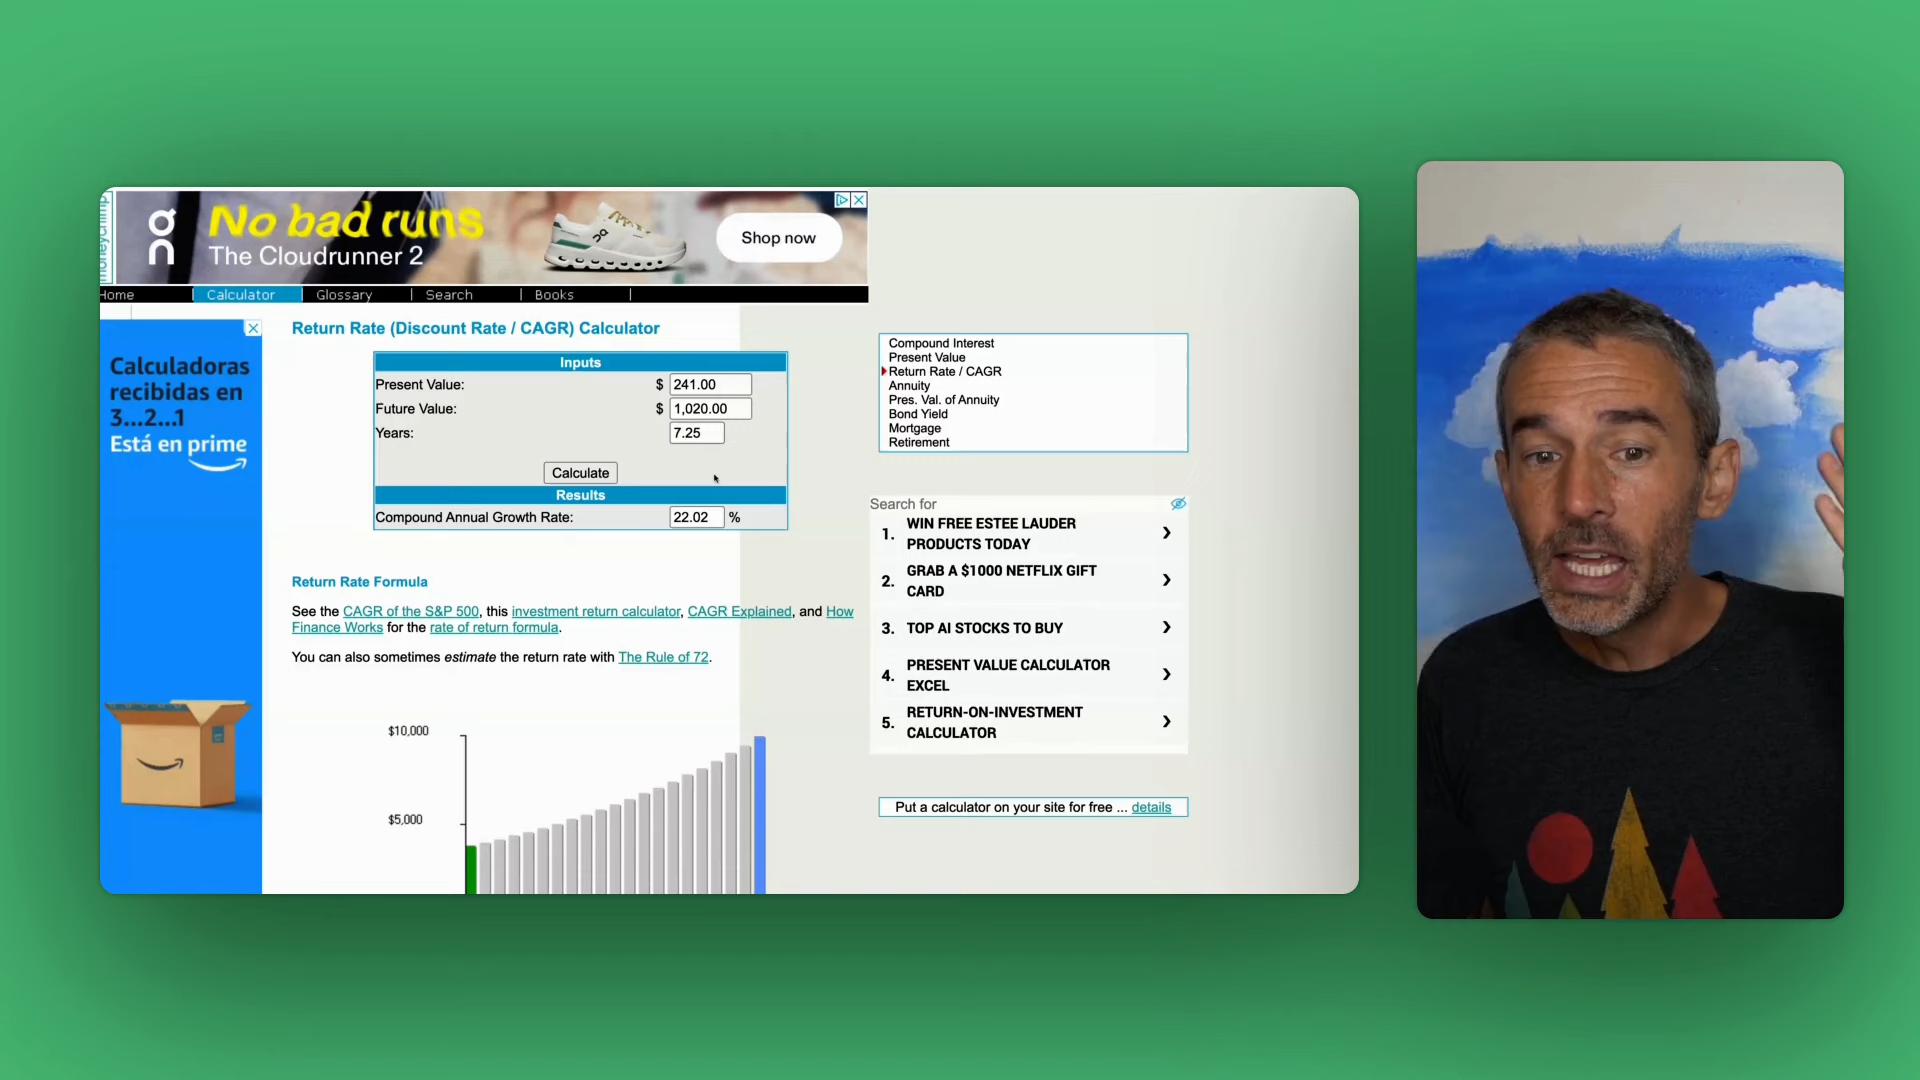 moneychimp
on
No bad runs
The Cloudrunner 2
Shop now
Home | Calculator | Glossary | Search | Books |
Calculadoras
recibidas en
3...2...1
Está en prime
Return Rate (Discount Rate / CAGR) Calculator
Inputs
Present Value: $ 241.00
Future Value: $ 1,020.00
Years: 7.25
Calculate
Results
Compound Annual Growth Rate: 22.02 %
Return Rate Formula
See the CAGR of the S&P 500, this investment return calculator, CAGR Explained, and How
Finance Works for the rate of return formula.
You can also sometimes estimate the return rate with The Rule of 72.
$10,000
$5,000
Compound Interest
Present Value
Return Rate / CAGR
Annuity
Pres. Val. of Annuity
Bond Yield
Mortgage
Retirement
Search for
1. WIN FREE ESTEE LAUDER
PRODUCTS TODAY
2. GRAB A $1000 NETFLIX GIFT
CARD
3. TOP AI STOCKS TO BUY
4. PRESENT VALUE CALCULATOR
EXCEL
5. RETURN-ON-INVESTMENT
CALCULATOR
Put a calculator on your site for free ... details